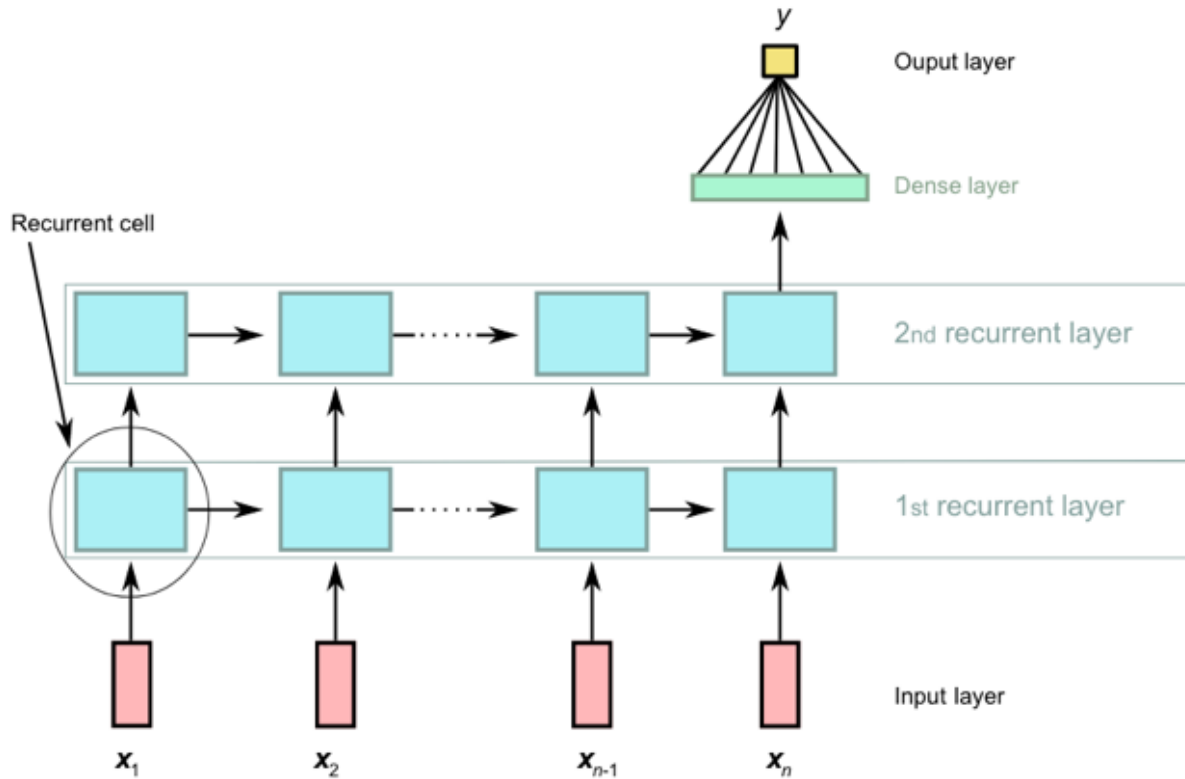 y
Ouput layer
Dense layer
Recurrent cell
2nd recurrent layer
1st recurrent layer
Input layer
x1 x2 xn-1 xn